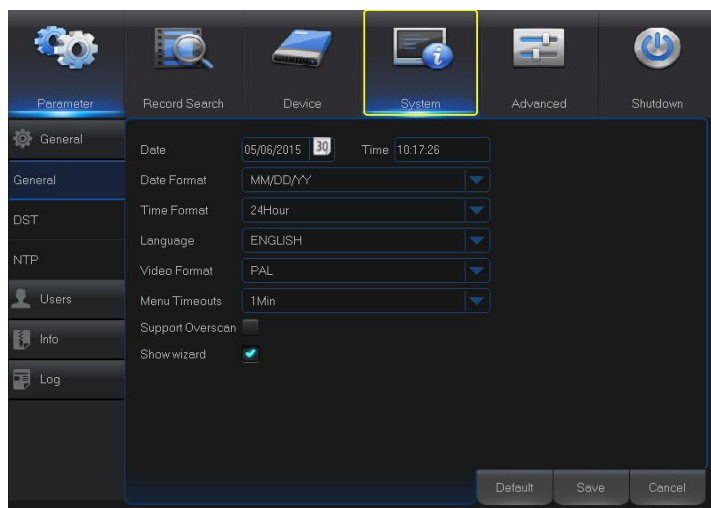 Parameter Record Search Device System Advanced Shutdown
General
General
DST
NTP
Users
Info
Log
Date 05/06/2015 30 Time 10:17:26
Date Format MM/DD/YY
Time Format 24Hour
Language ENGLISH
Video Format PAL
Menu Timeouts 1Min
Support Overscan
Show wizard
Default Save Cancel